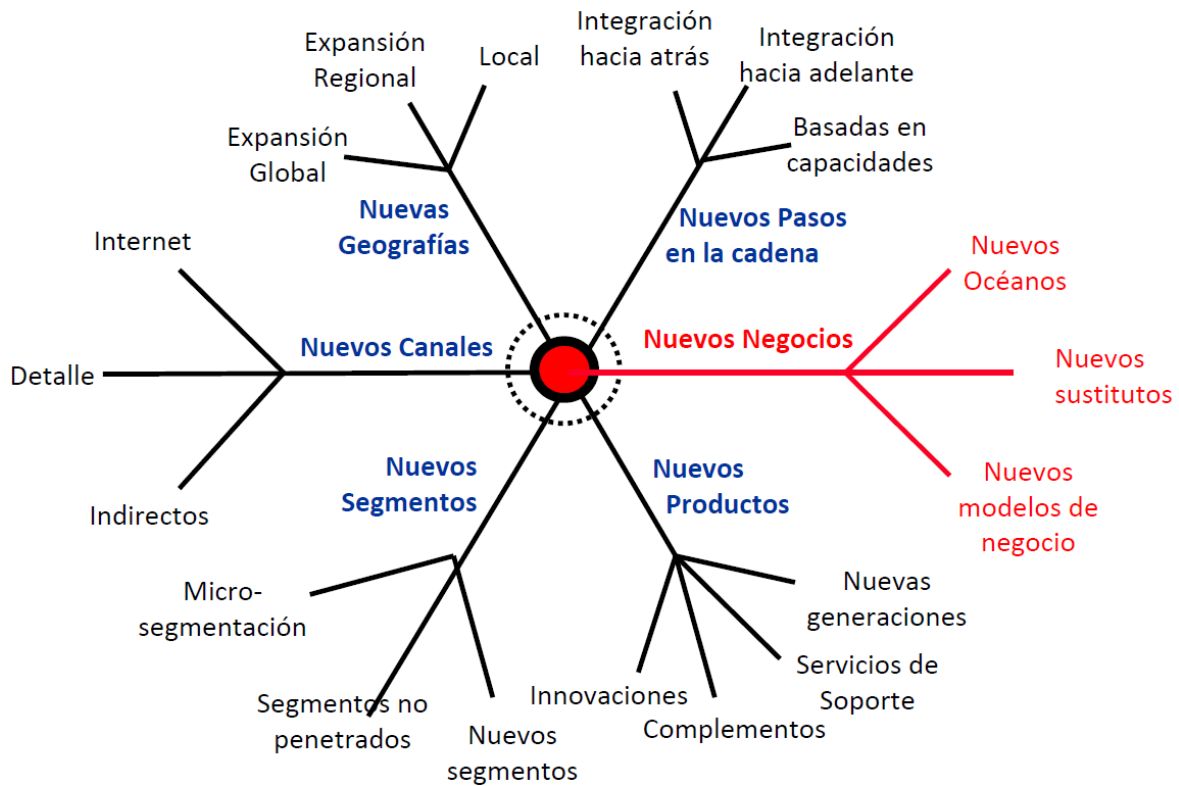 Expansión
Regional
Local
Integración
hacia atrás
Integración
hacia adelante
Expansión
Global
Basadas en
capacidades
Nuevas
Geografías
Nuevos Pasos
en la cadena
Internet
Nuevos
Océanos
Nuevos Canales
Nuevos Negocios
Detalle
Nuevos
sustitutos
Nuevos
Segmentos
Nuevos
Productos
Indirectos
Nuevos
modelos de
negocio
Micro-
segmentación
Nuevas
generaciones
Segmentos no
penetrados
Nuevos
segmentos
Innovaciones
Complementos
Servicios de
Soporte